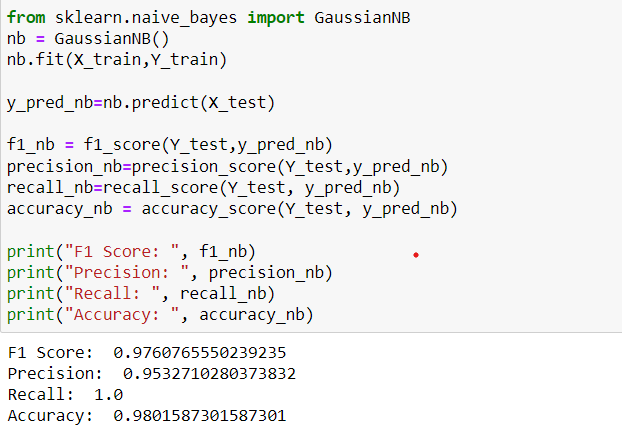 from sklearn.naive_bayes import GaussianNB
nb = GaussianNB()
nb.fit(X_train,Y_train)
y_pred_nb=nb.predict(X_test)
f1_nb = f1_score(Y_test,y_pred_nb)
precision_nb=precision_score(Y_test,y_pred_nb)
recall_nb=recall_score(Y_test, y_pred_nb)
accuracy_nb = accuracy_score(Y_test, y_pred_nb)
print("F1 Score: ", f1_nb)
print("Precision: ", precision_nb)
print("Recall: ", recall_nb)
print("Accuracy: ", accuracy_nb)
F1 Score:  0.9760765550239235
Precision:  0.9532710280373832
Recall:  1.0
Accuracy:  0.9801587301587301